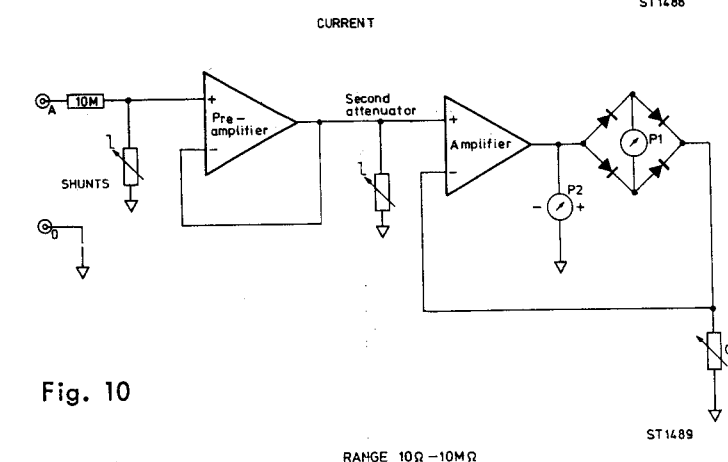 ST1488
CURRENT
A
10M
+
Pre-
amplifier
-
SHUNTS
0
Second
attenuator
+
Amplifier
-
P1
P2
- +
Fig. 10
ST1489
RANGE 10Ω -10MΩ